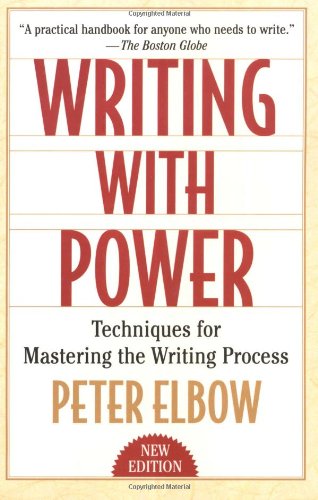 “A practical handbook for anyone who needs to write.”
—The Boston Globe
WRITING
WITH
POWER
Techniques for
Mastering the Writing Process
PETER ELBOW
NEW
EDITION